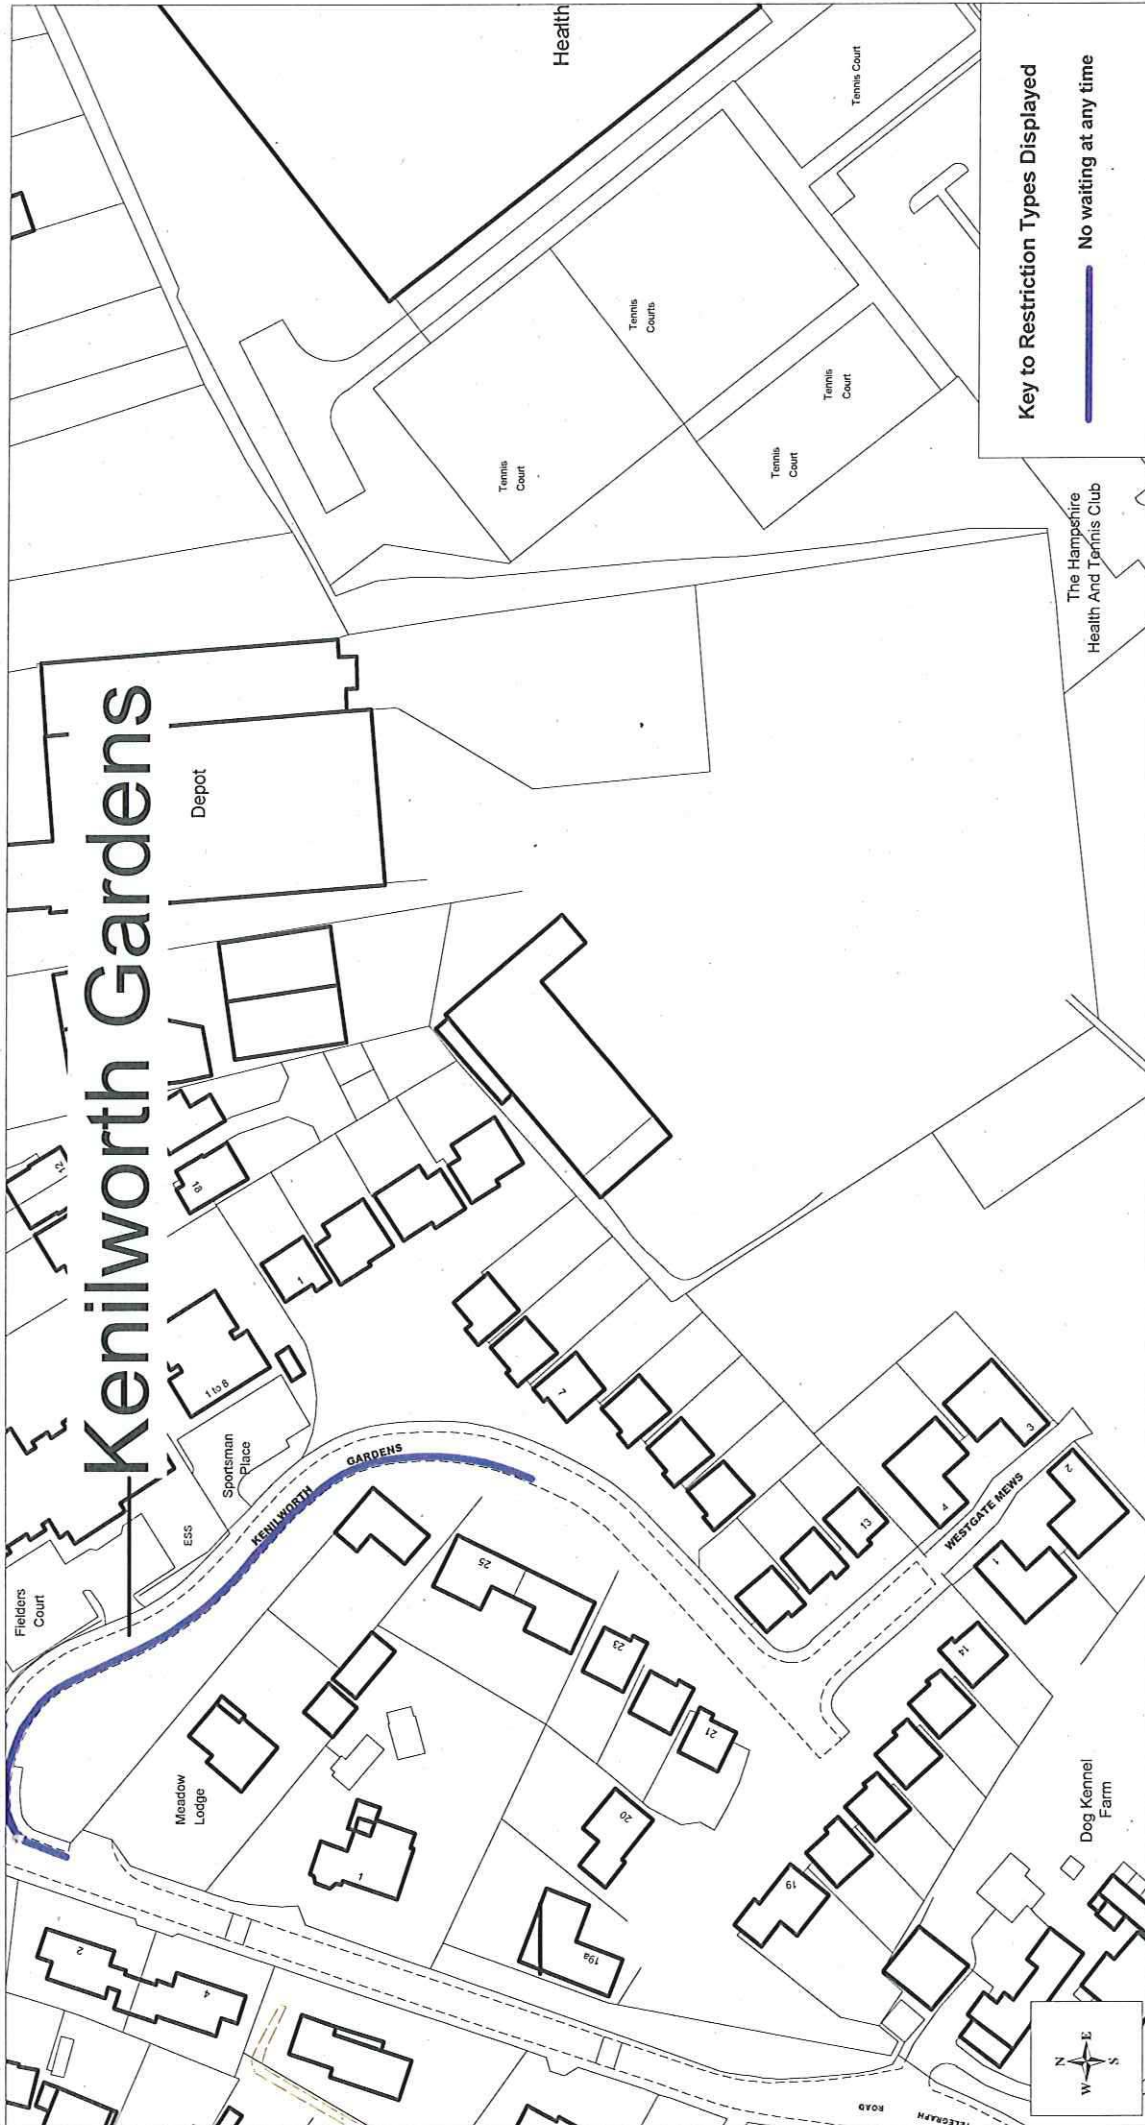 Kenilworth Gardens
Fielders
Court
ESS
Sportsman
Place
1 to 8
12
18
1
Depot
Health
Tennis Court
Tennis
Courts
Tennis
Court
Tennis
Court
Tennis
Court
KENILWORTH
GARDENS
Meadow
Lodge
1
2
4
25
23
21
20
19a
19
7
13
14
4
3
2
1
WESTGATE MEWS
Dog Kennel
Farm
The Hampshire
Health And Tennis Club
TELEGRAPH
ROAD
N
W E
S
Key to Restriction Types Displayed
No waiting at any time